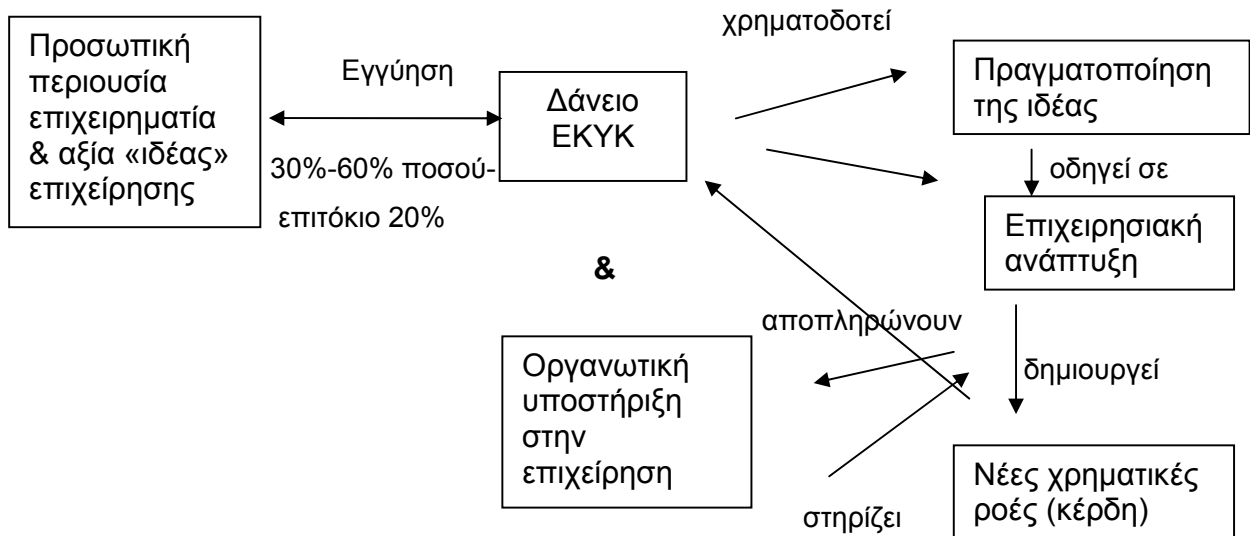 χρηματοδοτεί
Προσωπική
περιουσία
επιχειρηματία
& αξία «ιδέας»
επιχείρησης
Εγγύηση
30%-60% ποσού-
επιτόκιο 20%
Δάνειο
ΕΚΥΚ
Πραγματοποίηση
της ιδέας
οδηγεί σε
Επιχειρησιακή
ανάπτυξη
&
αποπληρώνουν
Οργανωτική
υποστήριξη
στην
επιχείρηση
δημιουργεί
στηρίζει
Νέες χρηματικές
ροές (κέρδη)